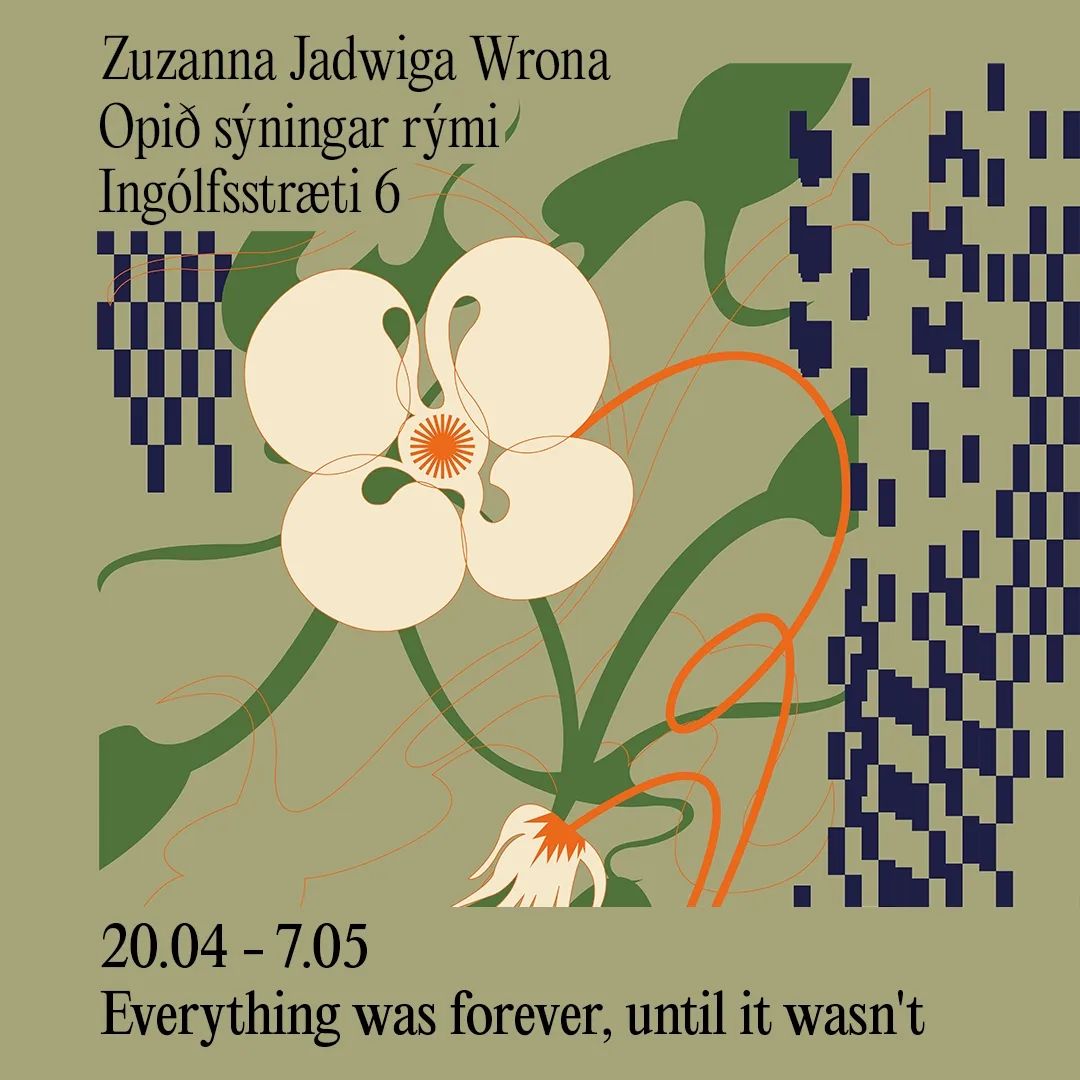 Zuzanna Jadwiga Wrona
Opið sýningar rými
Ingólfsstræti 6
20.04 – 7.05
Everything was forever, until it wasn't